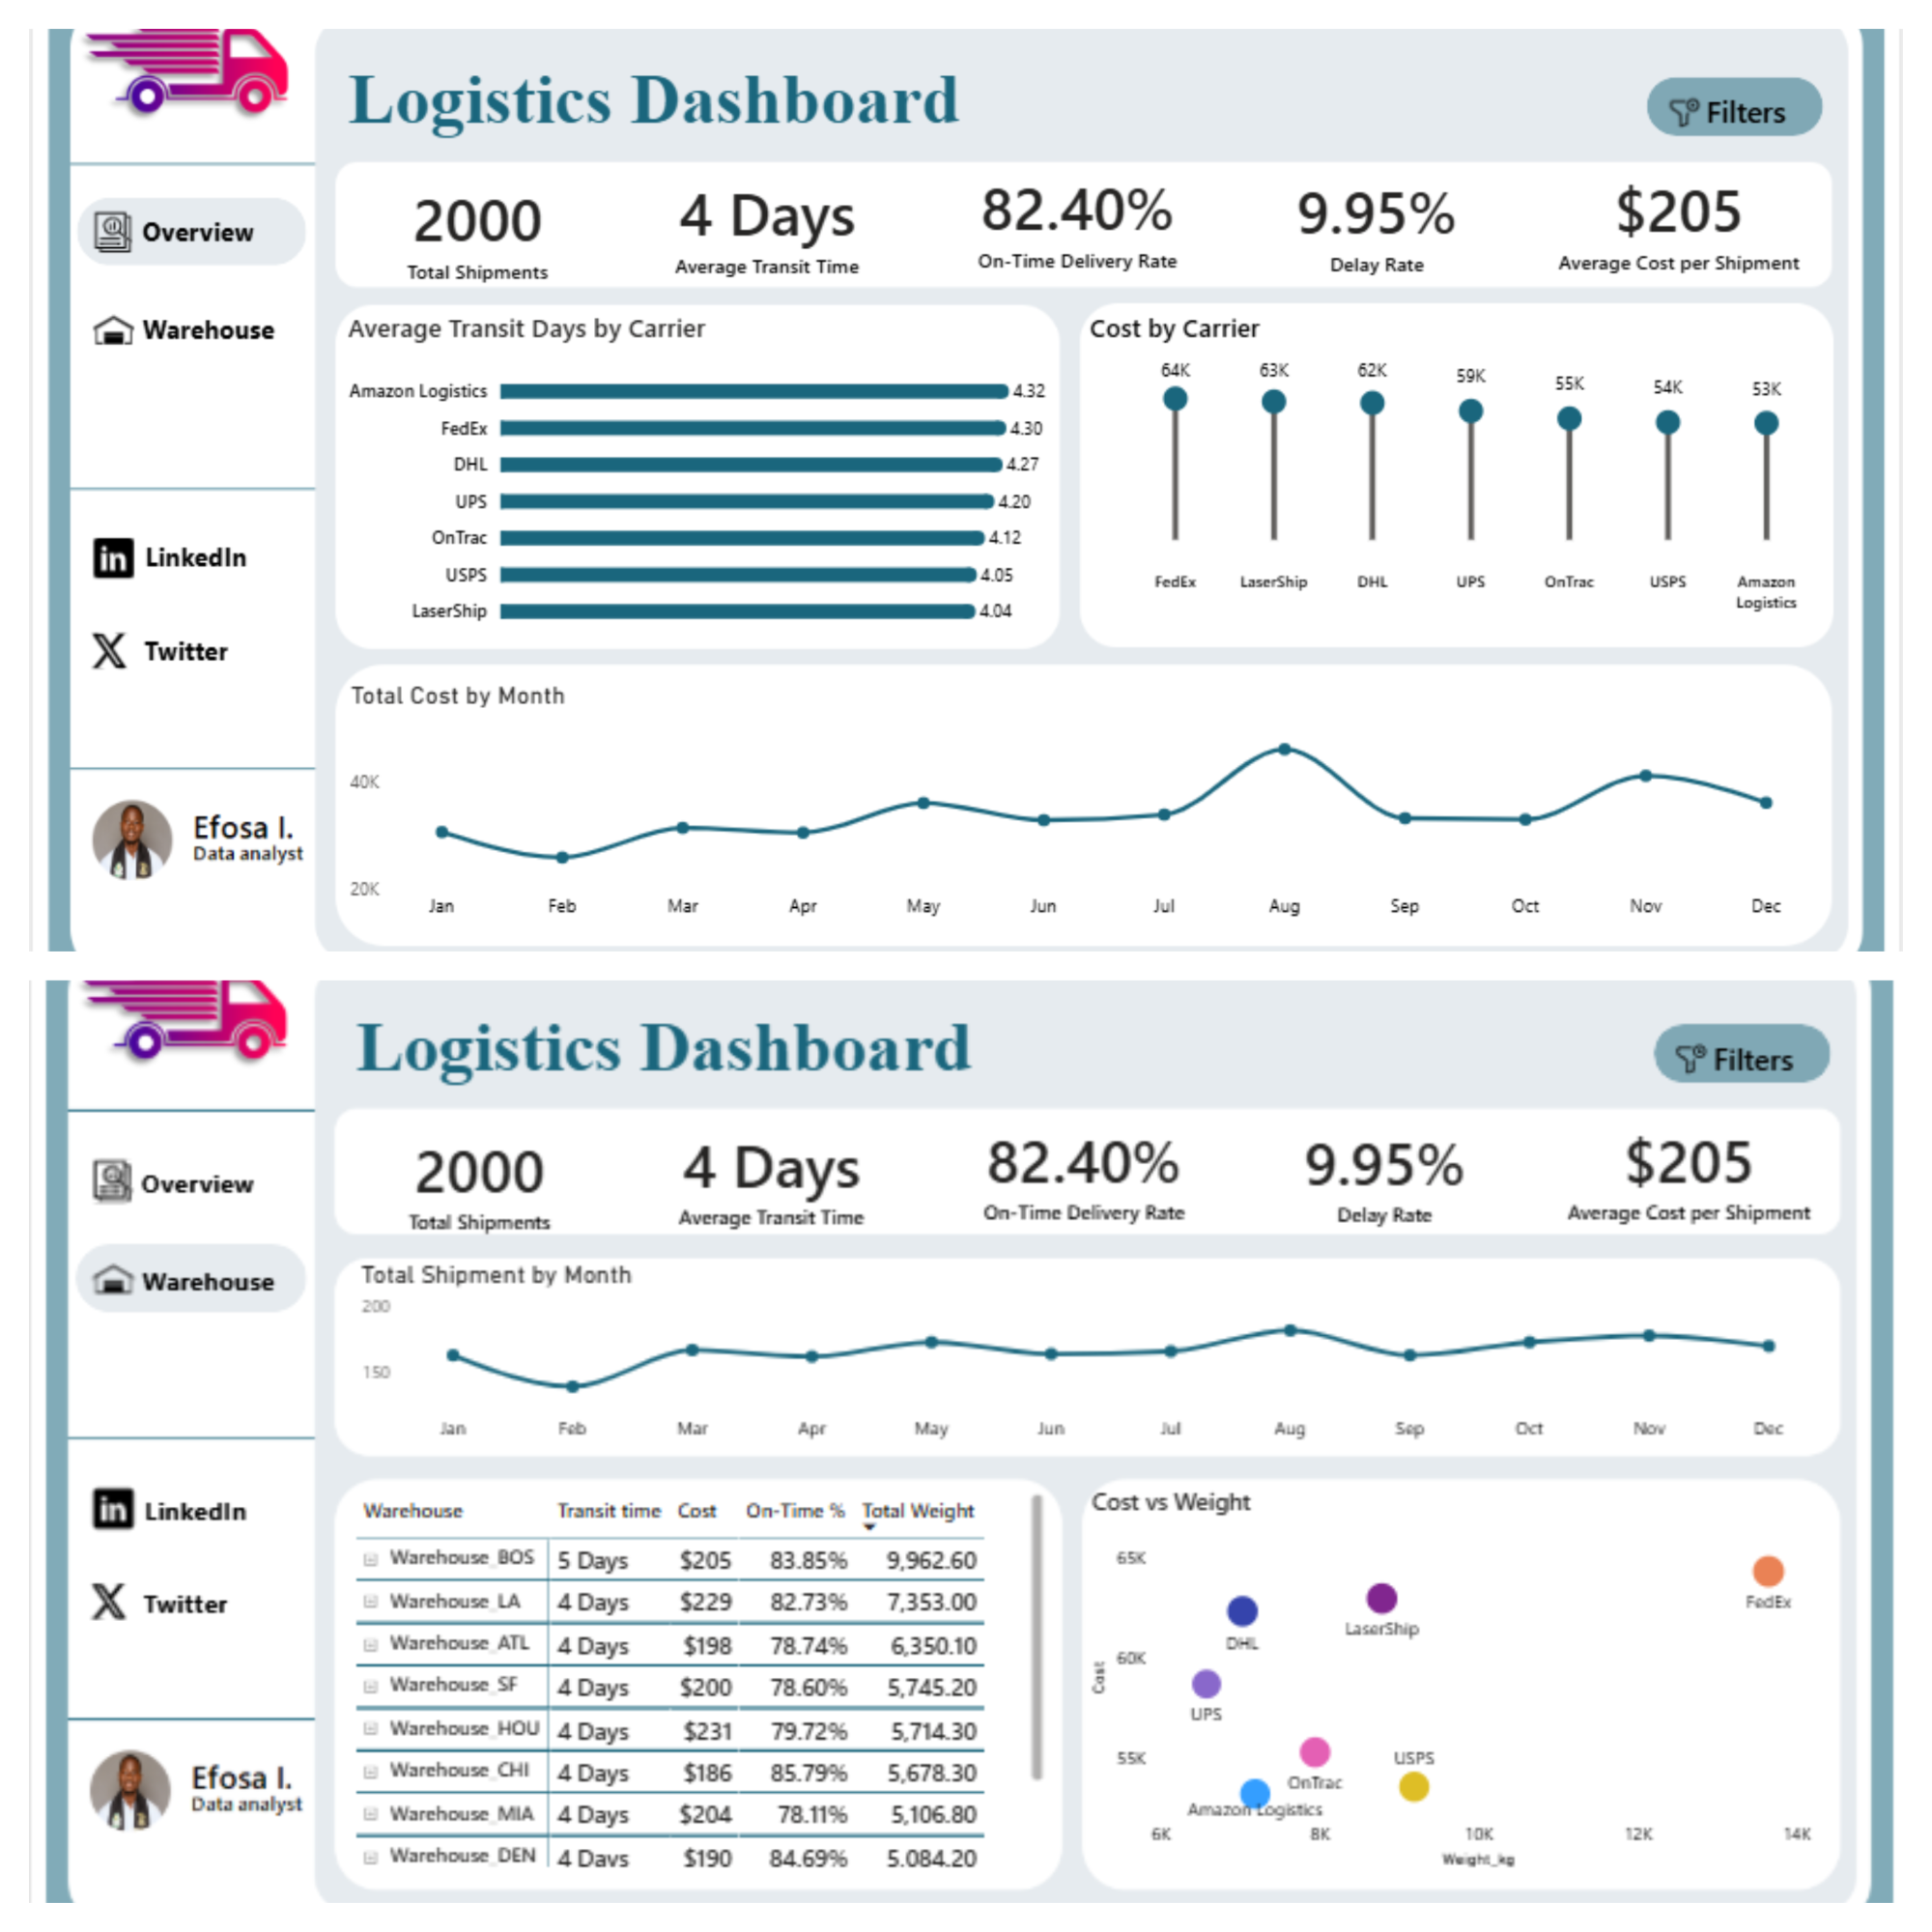 Logistics Dashboard
Filters
Overview
Warehouse
LinkedIn
Twitter
Efosa I.
Data analyst
2000
Total Shipments
4 Days
Average Transit Time
82.40%
On-Time Delivery Rate
9.95%
Delay Rate
$205
Average Cost per Shipment
Average Transit Days by Carrier
Amazon Logistics 4.32
FedEx 4.30
DHL 4.27
UPS 4.20
OnTrac 4.12
USPS 4.05
LaserShip 4.04
Cost by Carrier
64K 63K 62K 59K 55K 54K 53K
FedEx LaserShip DHL UPS OnTrac USPS Amazon
Logistics
Total Cost by Month
40K
20K
Jan Feb Mar Apr May Jun Jul Aug Sep Oct Nov Dec
Logistics Dashboard
Filters
Overview
Warehouse
LinkedIn
Twitter
Efosa I.
Data analyst
2000
Total Shipments
4 Days
Average Transit Time
82.40%
On-Time Delivery Rate
9.95%
Delay Rate
$205
Average Cost per Shipment
Total Shipment by Month
200
150
Jan Feb Mar Apr May Jun Jul Aug Sep Oct Nov Dec
Warehouse Transit time Cost On-Time % Total Weight
Warehouse_BOS 5 Days $205 83.85% 9,962.60
Warehouse_LA 4 Days $229 82.73% 7,353.00
Warehouse_ATL 4 Days $198 78.74% 6,350.10
Warehouse_SF 4 Days $200 78.60% 5,745.20
Warehouse_HOU 4 Days $231 79.72% 5,714.30
Warehouse_CHI 4 Days $186 85.79% 5,678.30
Warehouse_MIA 4 Days $204 78.11% 5,106.80
Warehouse_DEN 4 Days $190 84.69% 5,084.20
Cost vs Weight
65K
60K
55K
Cost
FedEx
LaserShip
DHL
UPS
USPS
OnTrac
Amazon Logistics
6K 8K 10K 12K 14K
Weight_kg